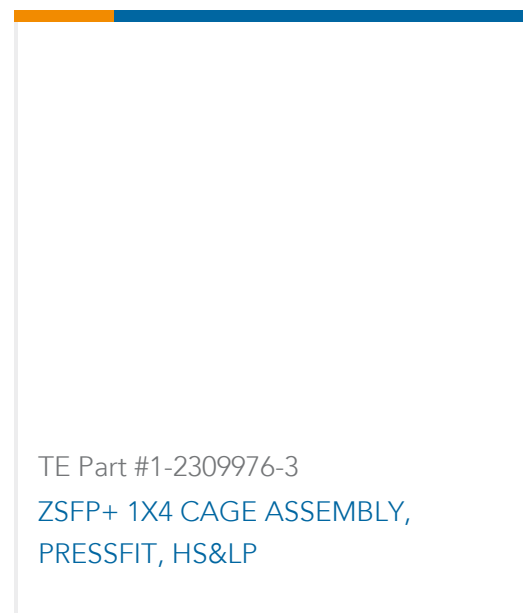 TE Part #1-2309976-3
ZSFP+ 1X4 CAGE ASSEMBLY,
PRESSFIT, HS&LP